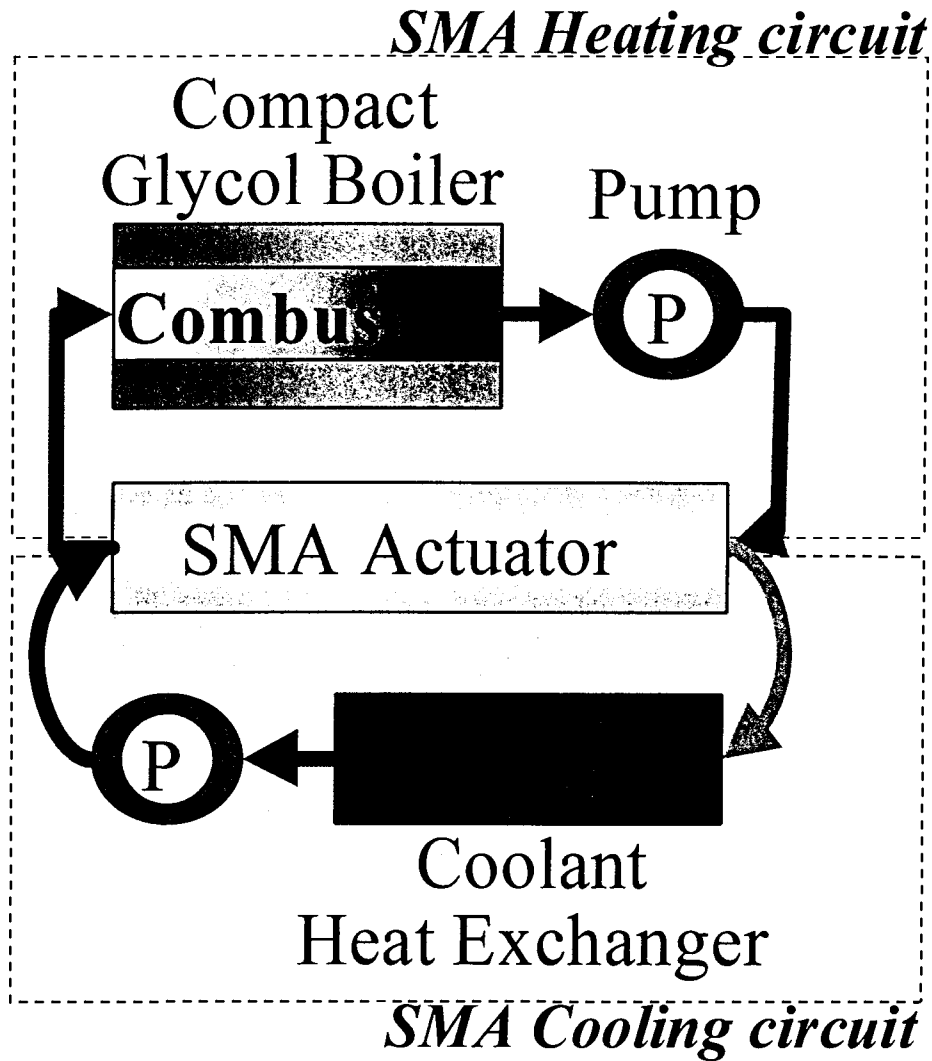 SMA Heating circuit
Compact
Glycol Boiler
Pump
Combus
P
SMA Actuator
P
Coolant
Heat Exchanger
SMA Cooling circuit